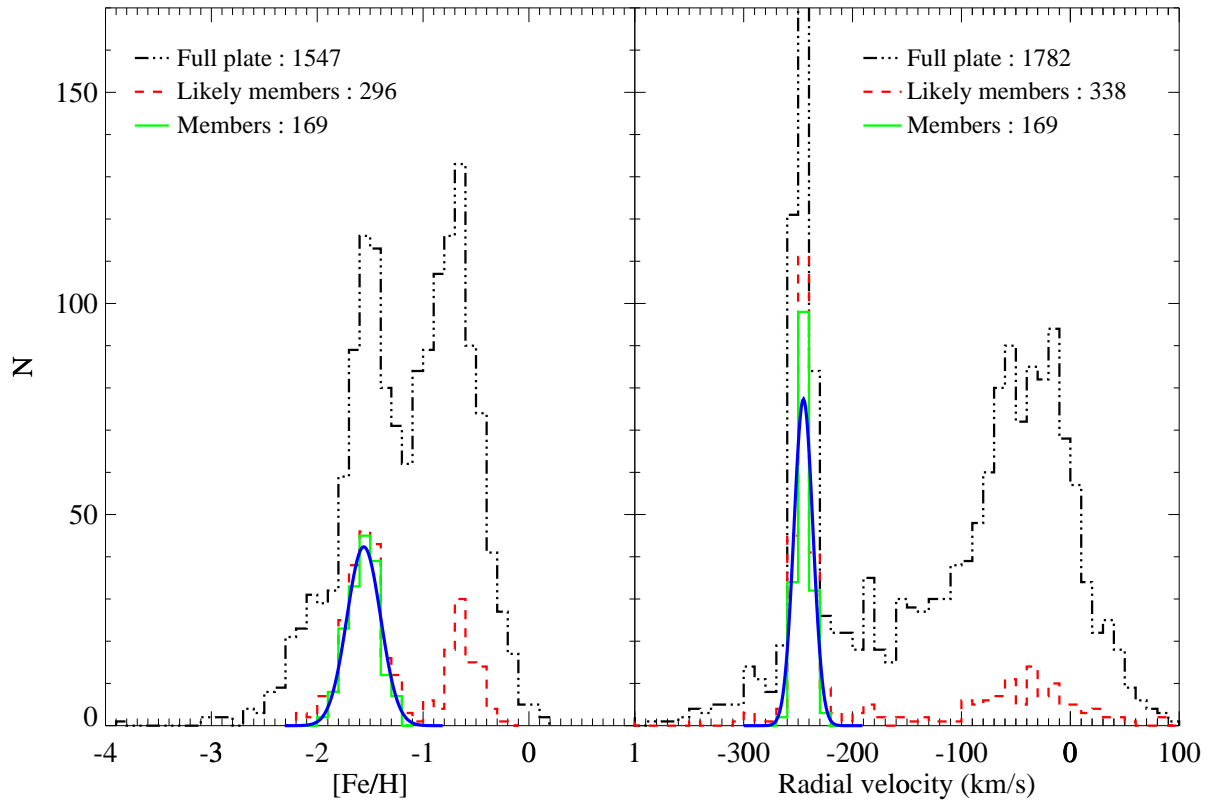 Full plate : 1547
Likely members : 296
Members : 169
Full plate : 1782
Likely members : 338
Members : 169
150
100
50
0
N
-4 -3 -2 -1 0 1 -300 -200 -100 0 100
[Fe/H] Radial velocity (km/s)